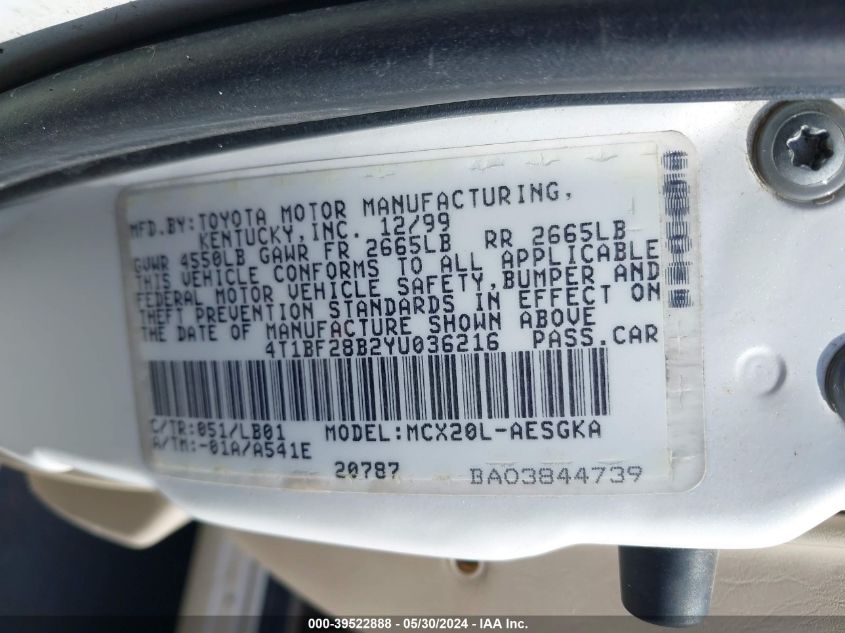 MFD.BY:TOYOTA MOTOR MANUFACTURING,
KENTUCKY,INC. 12/99
GVWR 4550LB GAWR FR 2665LB RR 2665LB
THIS VEHICLE CONFORMS TO ALL APPLICABLE
FEDERAL MOTOR VEHICLE SAFETY,BUMPER AND
THEFT PREVENTION STANDARDS IN EFFECT ON
THE DATE OF MANUFACTURE SHOWN ABOVE
4T1BF28B2YU036216 PASS.CAR
C/TR:051/LB01 MODEL:MCX20L-AESGKA
A/TM:-01A/A541E
20787 BA03844739
000-39522888 - 05/30/2024 - IAA Inc.